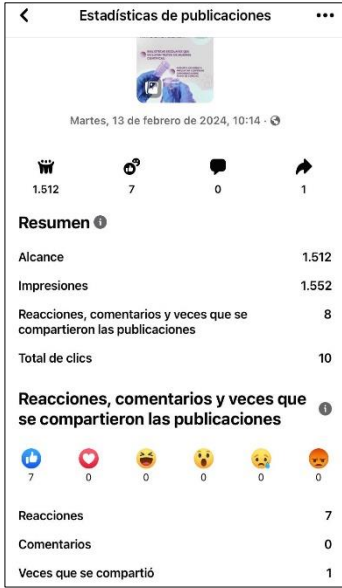 Estadísticas de publicaciones
Martes, 13 de febrero de 2024, 10:14 ·
1.512 7 0 1
Resumen
Alcance 1.512
Impresiones 1.552
Reacciones, comentarios y veces que se 8
compartieron las publicaciones
Total de clics 10
Reacciones, comentarios y veces que
se compartieron las publicaciones
7 0 0 0 0 0
Reacciones 7
Comentarios 0
Veces que se compartió 1